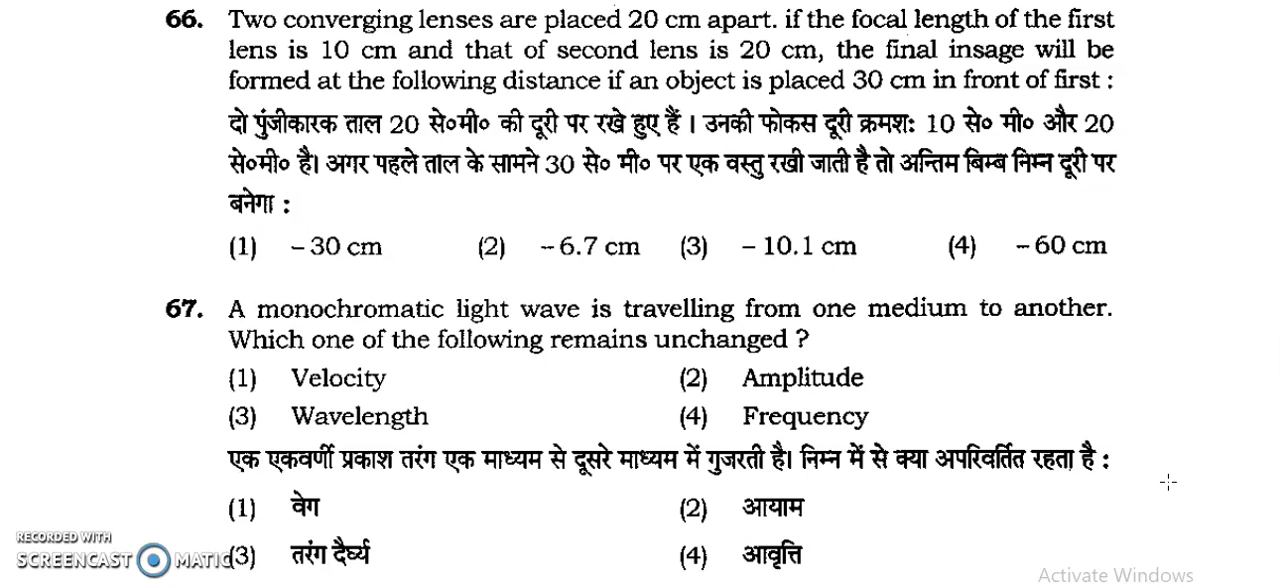 66. Two converging lenses are placed 20 cm apart. if the focal length of the first
lens is 10 cm and that of second lens is 20 cm, the final insage will be
formed at the following distance if an object is placed 30 cm in front of first :
दो पुंजीकारक ताल 20 से०मी० की दूरी पर रखे हुए हैं । उनकी फोकस दूरी क्रमशः 10 से० मी० और 20
से०मी० है। अगर पहले ताल के सामने 30 से० मी० पर एक वस्तु रखी जाती है तो अन्तिम बिम्ब निम्न दूरी पर
बनेगा :
(1) – 30 cm (2) – 6.7 cm (3) – 10.1 cm (4) – 60 cm
67. A monochromatic light wave is travelling from one medium to another.
Which one of the following remains unchanged ?
(1) Velocity (2) Amplitude
(3) Wavelength (4) Frequency
एक एकवर्णी प्रकाश तरंग एक माध्यम से दूसरे माध्यम में गुजरती है। निम्न में से क्या अपरिवर्तित रहता है :
(1) वेग (2) आयाम
(3) तरंग दैर्घ्य (4) आवृत्ति
RECORDED WITH
SCREENCAST MATIC
Activate Windows